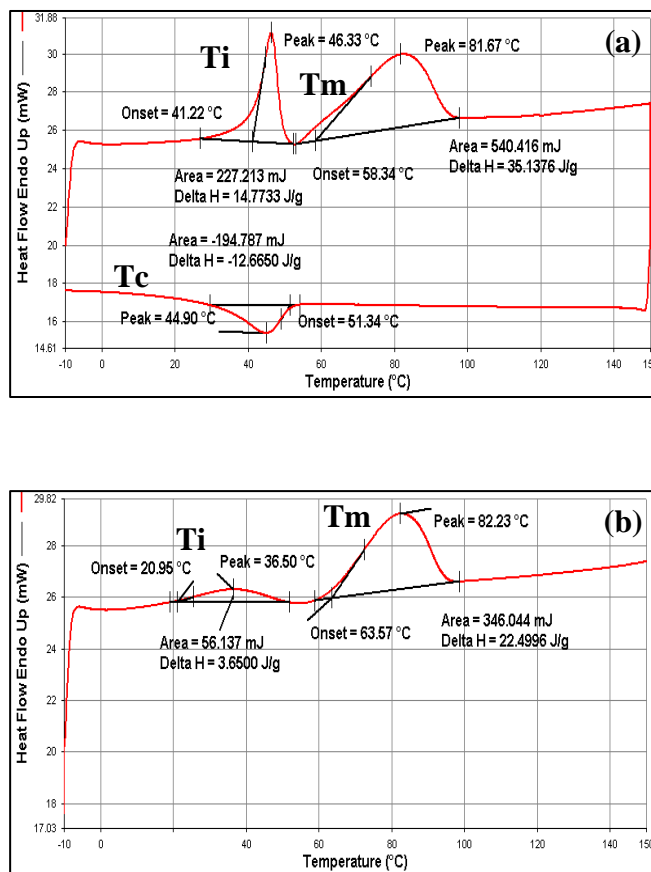 (a)
31.88
Peak = 46.33 °C
Peak = 81.67 °C
Ti
Tm
30
28
Onset = 41.22 °C
26
Area = 540.416 mJ
Delta H = 35.1376 J/g
Area = 227.213 mJ
Delta H = 14.7733 J/g
Onset = 58.34 °C
24
22
Area = -194.787 mJ
Delta H = -12.6650 J/g
20
Tc
18
Peak = 44.90 °C
Onset = 51.34 °C
16
14.61
Heat Flow Endo Up (mW)
-10 0 20 40 60 80 100 120 140 150
Temperature (°C)
(b)
29.82
Tm
Peak = 82.23 °C
28
Ti
Onset = 20.95 °C
Peak = 36.50 °C
26
Area = 56.137 mJ
Delta H = 3.6500 J/g
Onset = 63.57 °C
Area = 346.044 mJ
Delta H = 22.4996 J/g
24
22
20
18
17.03
Heat Flow Endo Up (mW)
-10 0 20 40 60 80 100 120 140 150
Temperature (°C)